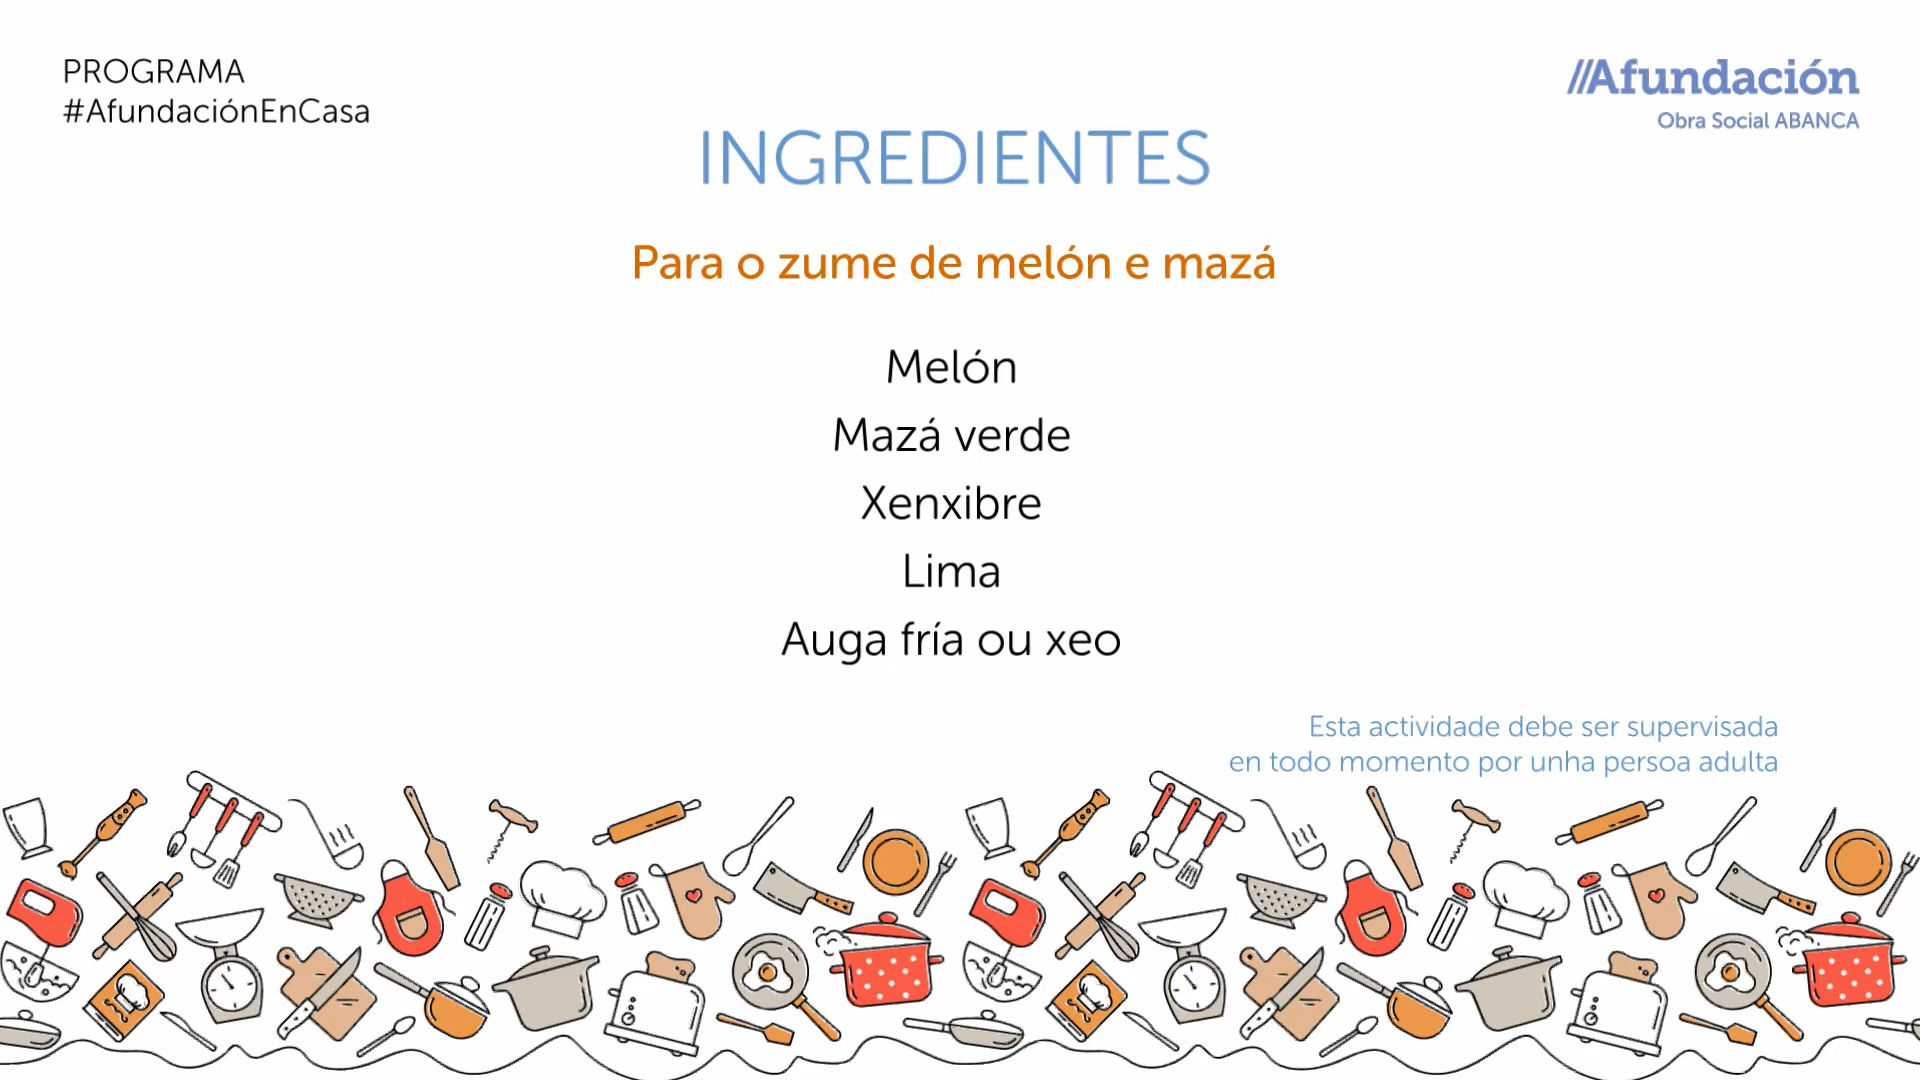 PROGRAMA
#AfundaciónEnCasa
///Afundación
Obra Social ABANCA
INGREDIENTES
Para o zume de melón e mazá
Melón
Mazá verde
Xenxibre
Lima
Auga fría ou xeo
Esta actividade debe ser supervisada
en todo momento por unha persoa adulta